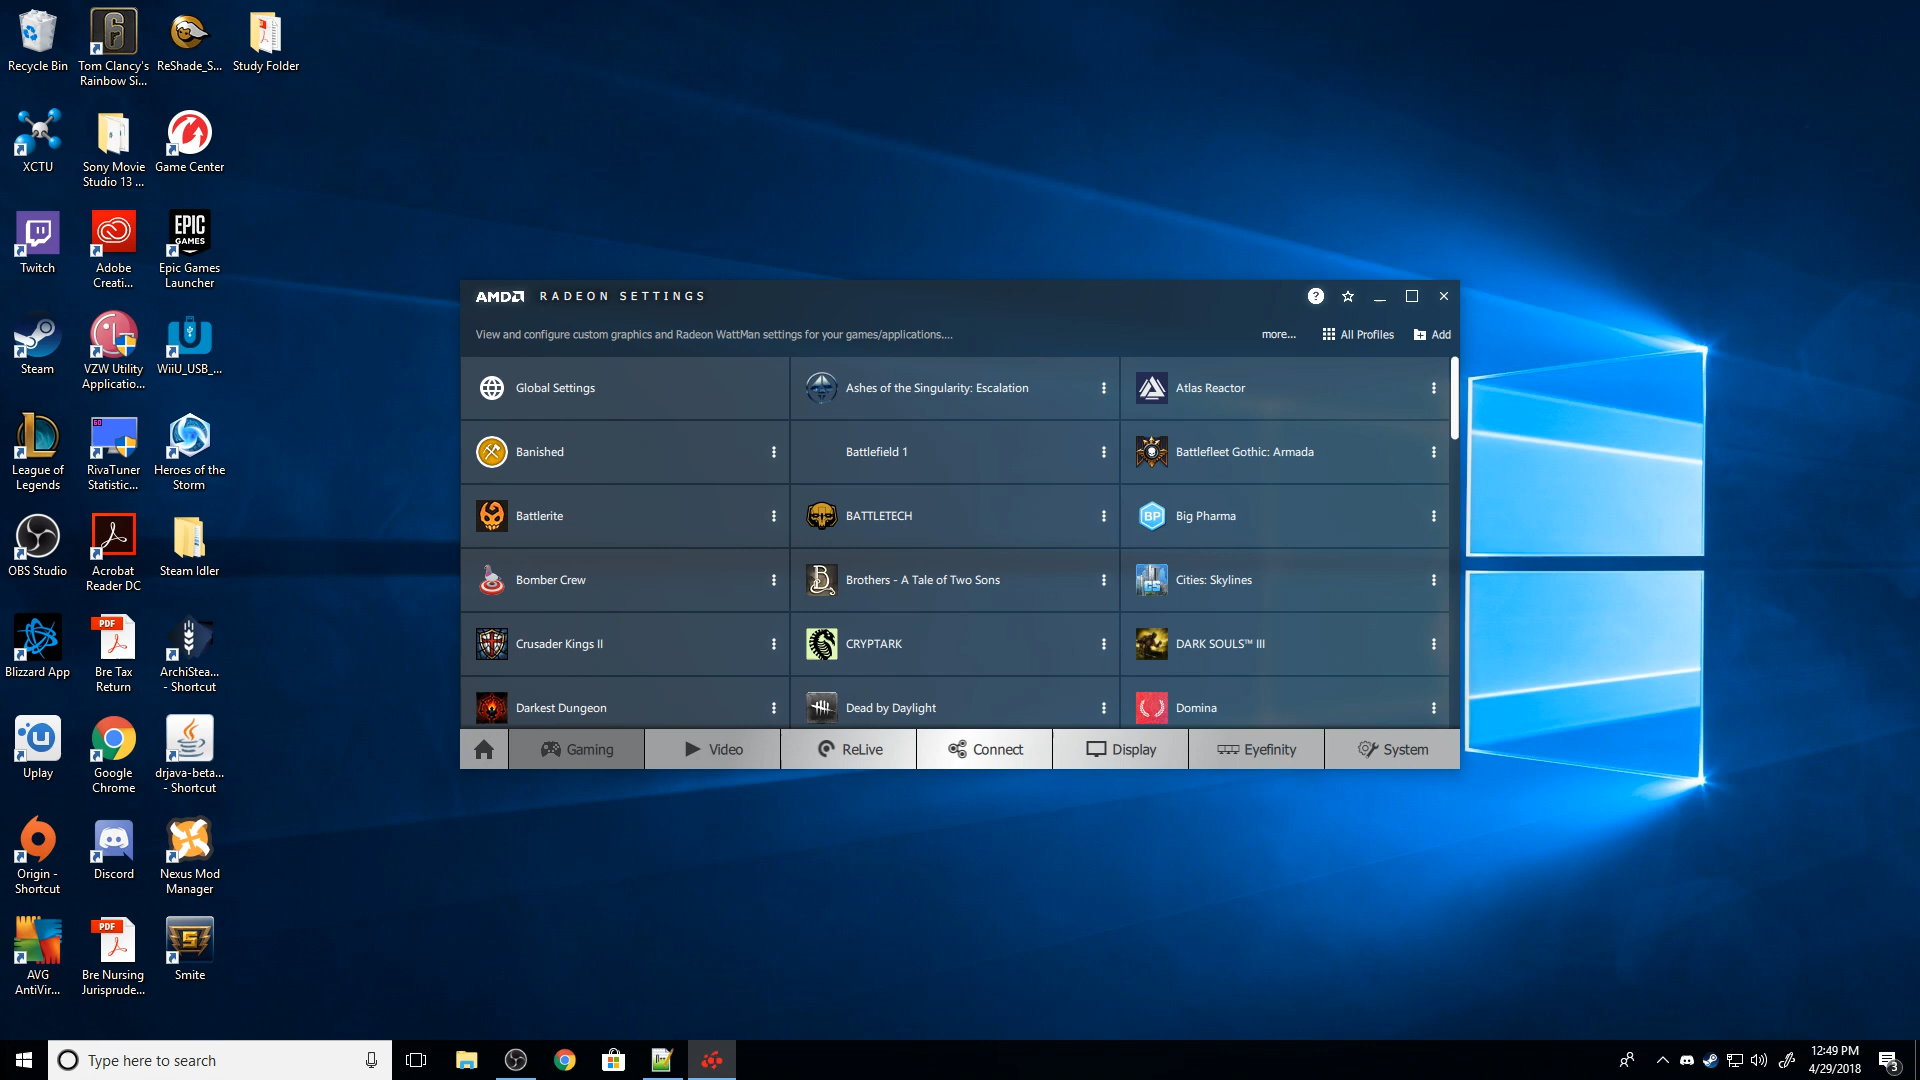 Recycle Bin
Tom Clancy's
Rainbow Si...
ReShade_S...
Study Folder
XCTU
Sony Movie
Studio 13 ...
Game Center
Twitch
Adobe
Creati...
EPIC
GAMES
Epic Games
Launcher
Steam
VZW Utility
Applicatio...
WiiU_USB_...
League of
Legends
60
RivaTuner
Statistic...
Heroes of the
Storm
OBS Studio
Acrobat
Reader DC
Steam Idler
Blizzard App
PDF
Bre Tax
Return
ArchiStea...
- Shortcut
Uplay
Google
Chrome
drjava-beta...
- Shortcut
Origin -
Shortcut
Discord
Nexus Mod
Manager
AVG
AntiVir...
PDF
Bre Nursing
Jurisprude...
Smite
AMD RADEON SETTINGS
View and configure custom graphics and Radeon WattMan settings for your games/applications....
more... All Profiles Add
Global Settings
Ashes of the Singularity: Escalation
Atlas Reactor
Banished
Battlefield 1
Battlefleet Gothic: Armada
Battlerite
BATTLETECH
BP Big Pharma
Bomber Crew
Brothers - A Tale of Two Sons
CS Cities: Skylines
Crusader Kings II
CRYPTARK
DARK SOULS™ III
Darkest Dungeon
Dead by Daylight
Domina
Gaming Video ReLive Connect Display Eyefinity System
Type here to search
12:49 PM
4/29/2018
3